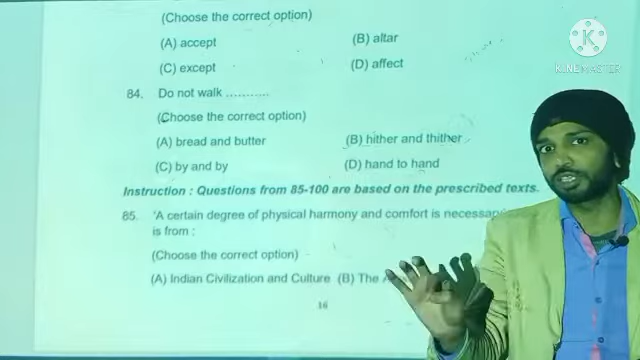 (Choose the correct option)
(A) accept
(B) altar
(C) except
(D) affect
84. Do not walk ...........
(Choose the correct option)
(A) bread and butter
(B) hither and thither
(C) by and by
(D) hand to hand
Instruction : Questions from 85-100 are based on the prescribed texts.
85. 'A certain degree of physical harmony and comfort is
is from :
(Choose the correct option)
(A) Indian Civilization and Culture (B) The
16
KINEMASTER